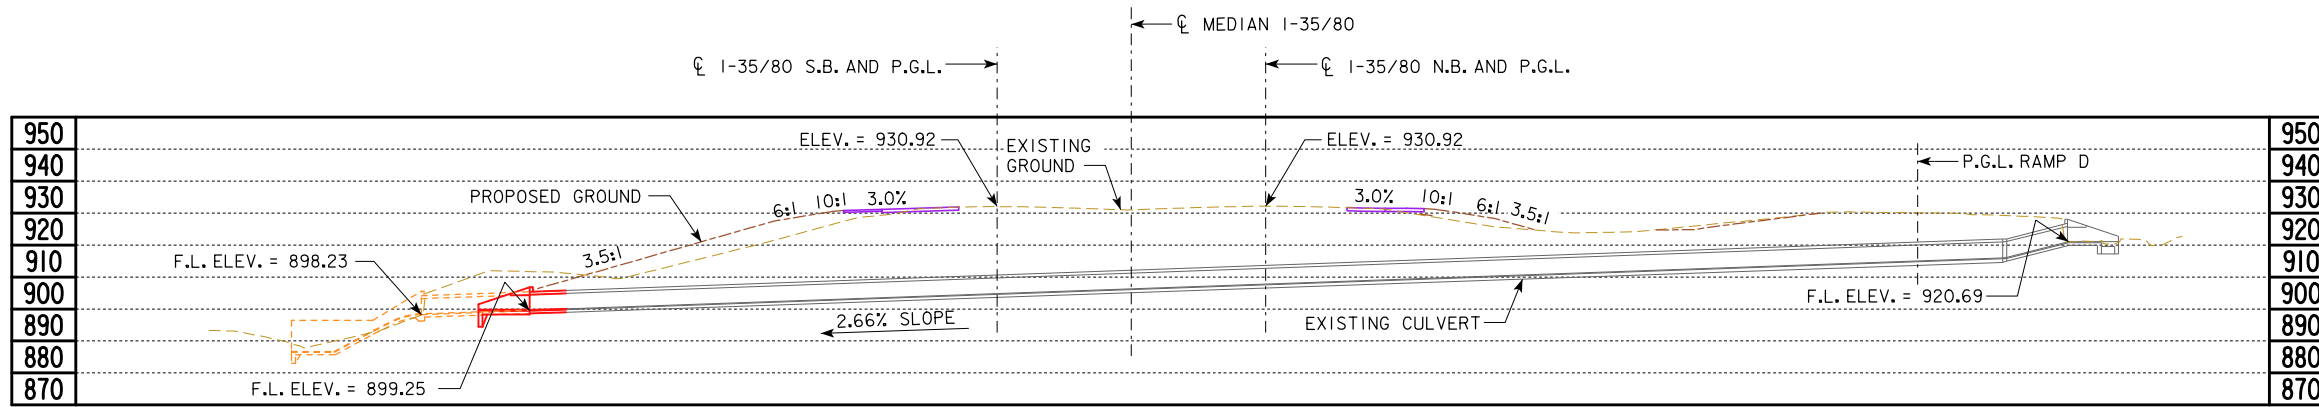 ℄ MEDIAN I-35/80
℄ I-35/80 S.B. AND P.G.L.
℄ I-35/80 N.B. AND P.G.L.
950
940
930
920
910
900
890
880
870
ELEV. = 930.92
EXISTING
GROUND
ELEV. = 930.92
P.G.L. RAMP D
PROPOSED GROUND
6:1
10:1
3.0%
3.0%
10:1
6:1
3.5:1
3.5:1
F.L. ELEV. = 898.23
F.L. ELEV. = 920.69
2.66% SLOPE
EXISTING CULVERT
F.L. ELEV. = 899.25
950
940
930
920
910
900
890
880
870